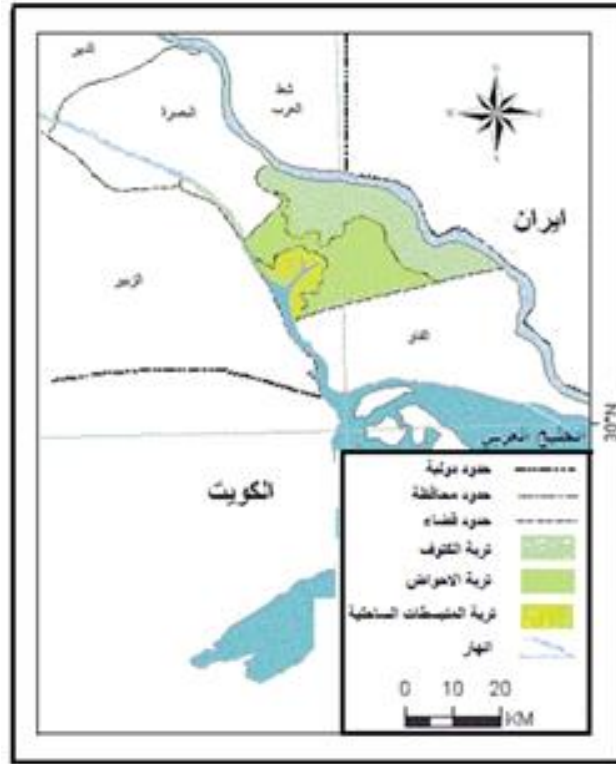 شط
العرب
البصرة
ايران
الزبير
الفاو
30°N
الخليج العربي
الكويت
حدود دولية
حدود محافظة
حدود قضاء
تربة الكتوف
تربة الاحواض
تربة المنبسطات الساحلية
انهار
0 10 20
KM